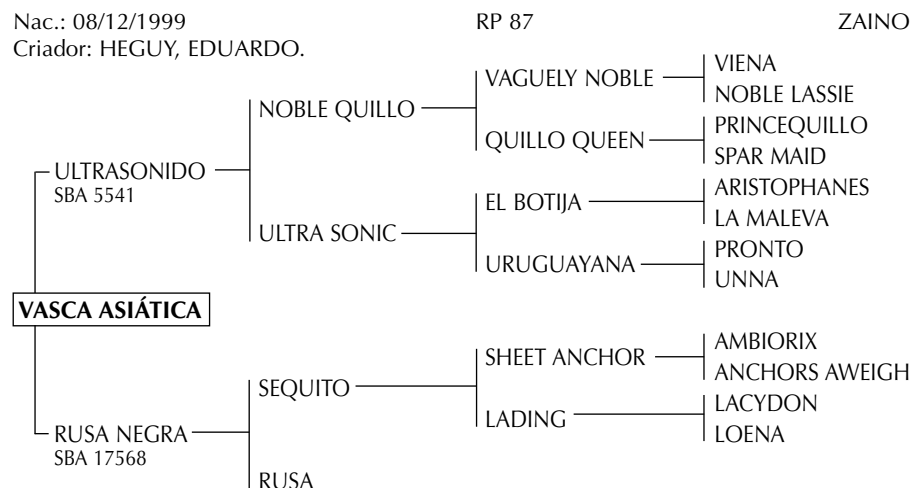 Nac.: 08/12/1999 RP 87 ZAINO
Criador: HEGUY, EDUARDO.
VIENA
VAGUELY NOBLE
NOBLE LASSIE
NOBLE QUILLO
PRINCEQUILLO
QUILLO QUEEN
SPAR MAID
ULTRASONIDO
SBA 5541
ARISTOPHANES
EL BOTIJA
LA MALEVA
ULTRA SONIC
PRONTO
URUGUAYANA
UNNA
VASCA ASIÁTICA
AMBIORIX
SHEET ANCHOR
ANCHORS AWEIGH
SEQUITO
LACYDON
LADING
LOENA
RUSA NEGRA
SBA 17568
RUSA